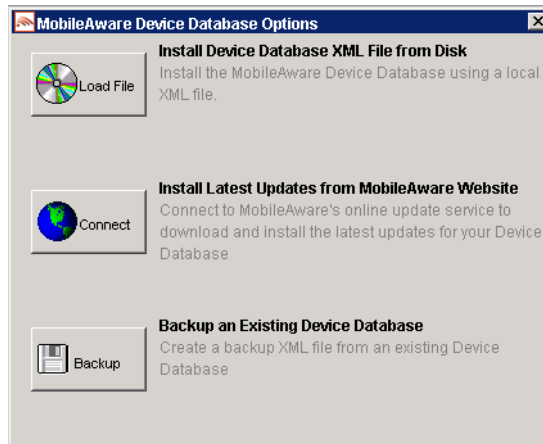 MobileAware Device Database Options
Install Device Database XML File from Disk
Load File
Install the MobileAware Device Database using a local
XML file.
Install Latest Updates from MobileAware Website
Connect
Connect to MobileAware's online update service to
download and install the latest updates for your Device
Database
Backup an Existing Device Database
Backup
Create a backup XML file from an existing Device
Database